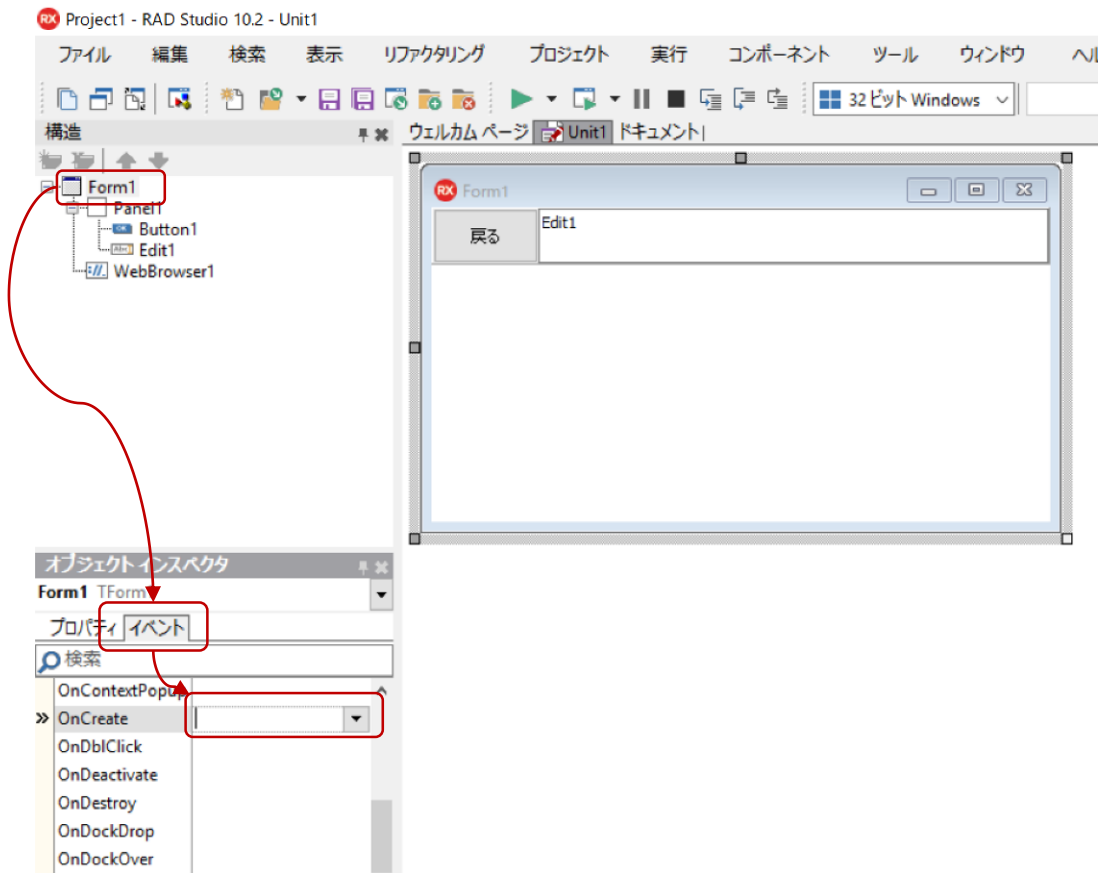 RX Project1 - RAD Studio 10.2 - Unit1
ファイル 編集 検索 表示 リファクタリング プロジェクト 実行 コンポーネント ツール ウィンドウ
32 ビット Windows
構造
ウェルカム ページ Unit1 ドキュメント
Form1
Panel1
Button1
Edit1
WebBrowser1
RX Form1
戻る Edit1
オブジェクト インスペクタ
Form1 TForm
プロパティ イベント
検索
OnContextPopup
OnCreate
OnDblClick
OnDeactivate
OnDestroy
OnDockDrop
OnDockOver